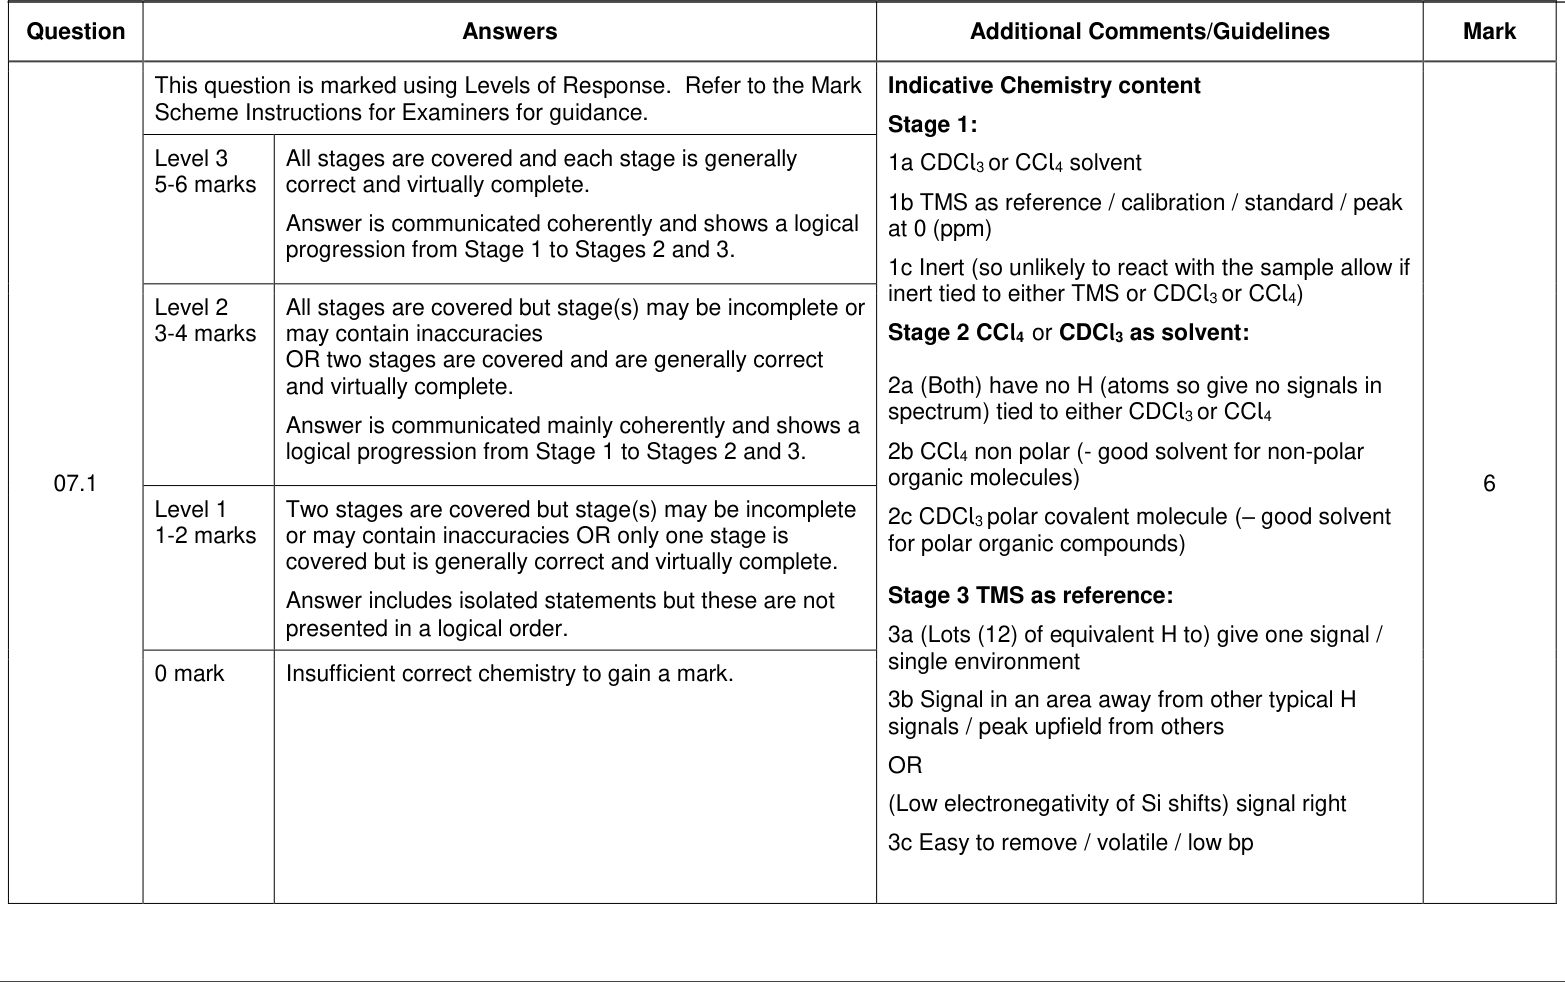 Question Answers Additional Comments/Guidelines Mark
07.1
This question is marked using Levels of Response.  Refer to the Mark
Scheme Instructions for Examiners for guidance.
Level 3
5-6 marks
All stages are covered and each stage is generally
correct and virtually complete.
Answer is communicated coherently and shows a logical
progression from Stage 1 to Stages 2 and 3.
Level 2
3-4 marks
All stages are covered but stage(s) may be incomplete or
may contain inaccuracies
OR two stages are covered and are generally correct
and virtually complete.
Answer is communicated mainly coherently and shows a
logical progression from Stage 1 to Stages 2 and 3.
Level 1
1-2 marks
Two stages are covered but stage(s) may be incomplete
or may contain inaccuracies OR only one stage is
covered but is generally correct and virtually complete.
Answer includes isolated statements but these are not
presented in a logical order.
0 mark
Insufficient correct chemistry to gain a mark.
Indicative Chemistry content
Stage 1:
1a CDCl₃ or CCl₄ solvent
1b TMS as reference / calibration / standard / peak
at 0 (ppm)
1c Inert (so unlikely to react with the sample allow if
inert tied to either TMS or CDCl₃ or CCl₄)
Stage 2 CCl₄ or CDCl₃ as solvent:
2a (Both) have no H (atoms so give no signals in
spectrum) tied to either CDCl₃ or CCl₄
2b CCl₄ non polar (- good solvent for non-polar
organic molecules)
2c CDCl₃ polar covalent molecule (– good solvent
for polar organic compounds)
Stage 3 TMS as reference:
3a (Lots (12) of equivalent H to) give one signal /
single environment
3b Signal in an area away from other typical H
signals / peak upfield from others
OR
(Low electronegativity of Si shifts) signal right
3c Easy to remove / volatile / low bp
6